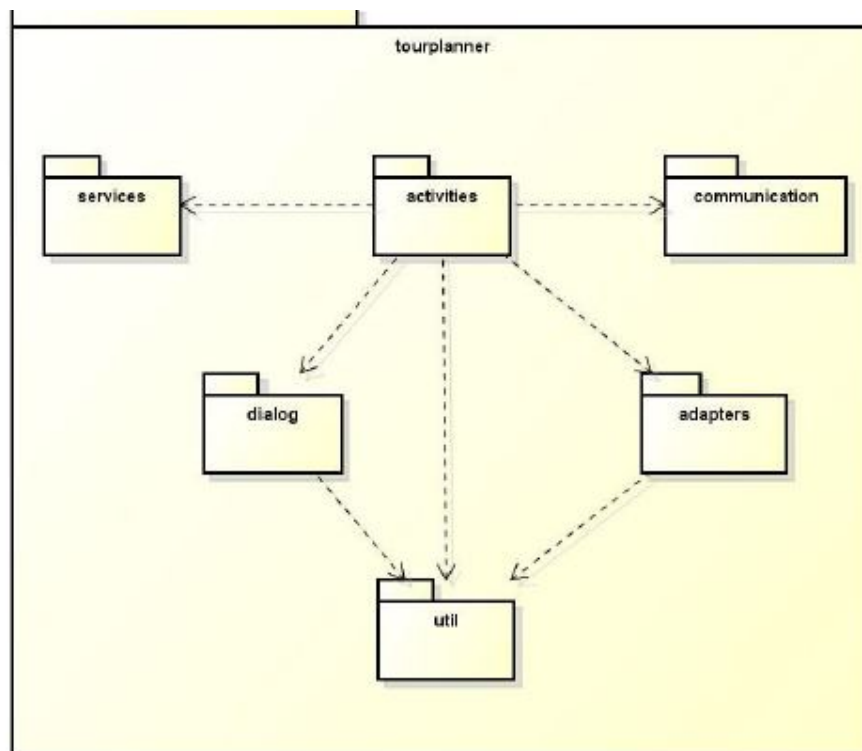 tourplanner
services
activities
communication
dialog
adapters
util